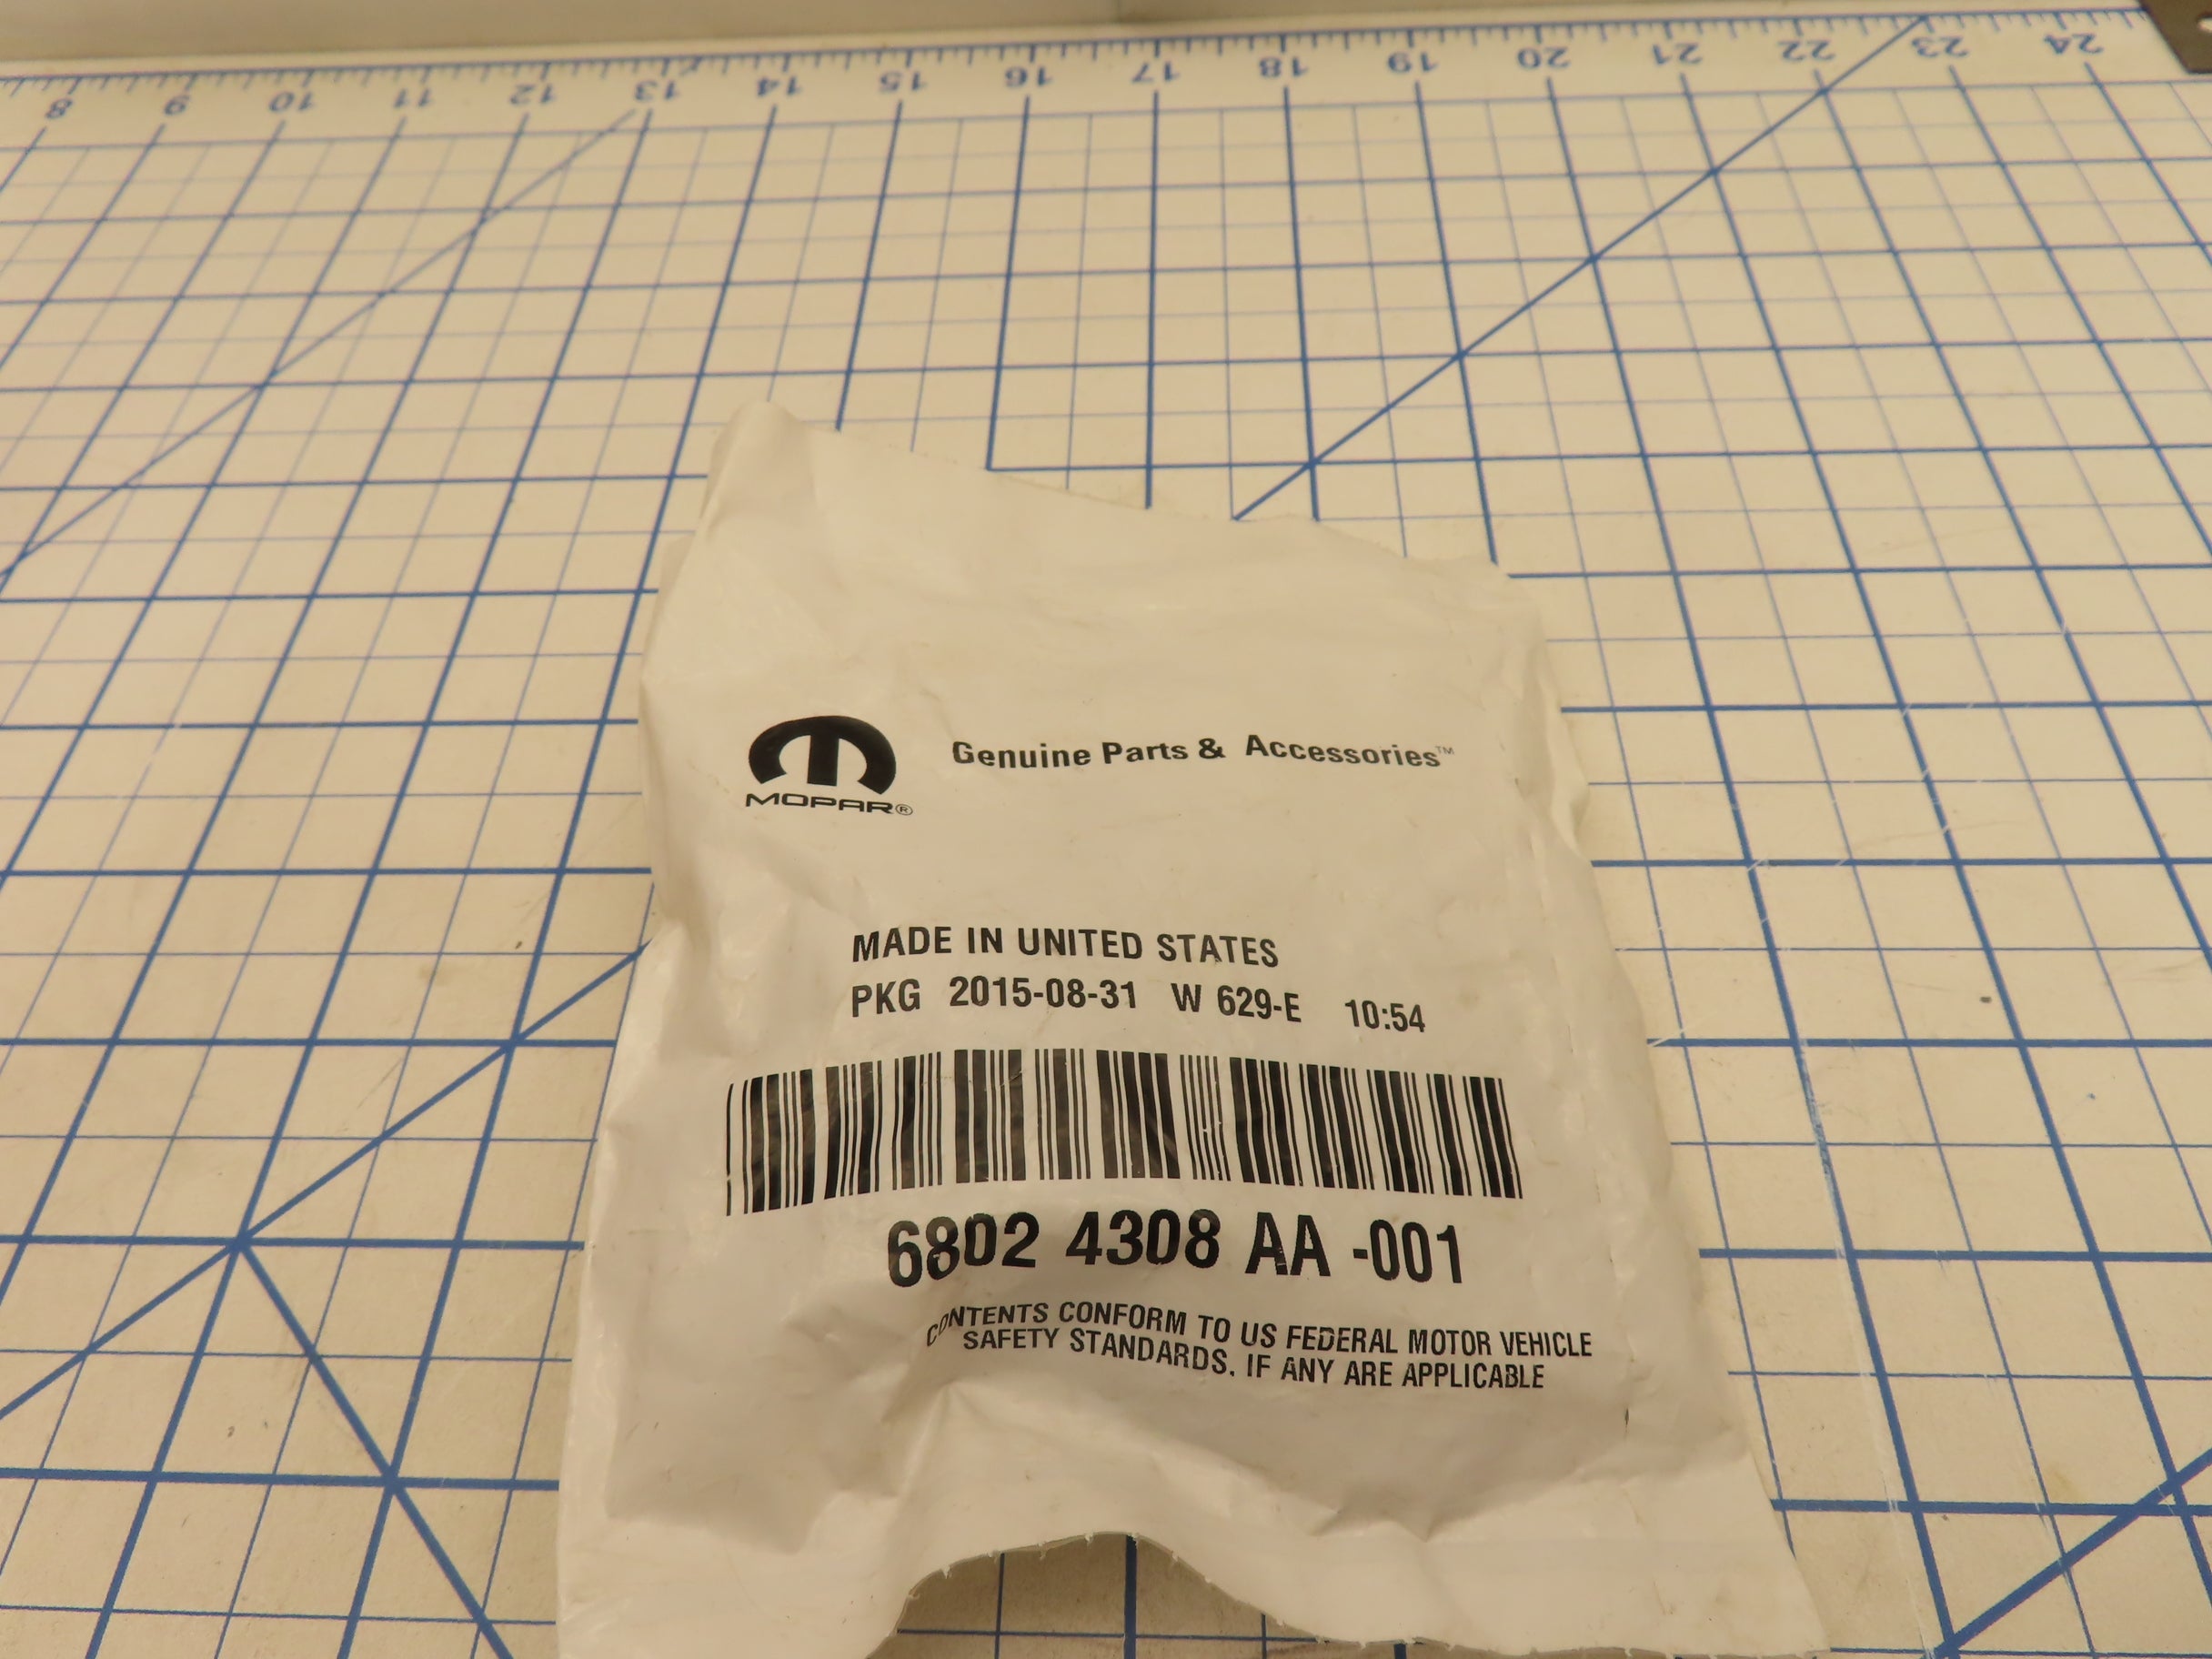 8 9 10 11 12 13 14 15 16 17 18 19 20 21 22 23 24
MOPAR®
Genuine Parts & Accessories™
MADE IN UNITED STATES
PKG 2015-08-31 W 629-E 10:54
6802 4308 AA -001
CONTENTS CONFORM TO US FEDERAL MOTOR VEHICLE
SAFETY STANDARDS. IF ANY ARE APPLICABLE